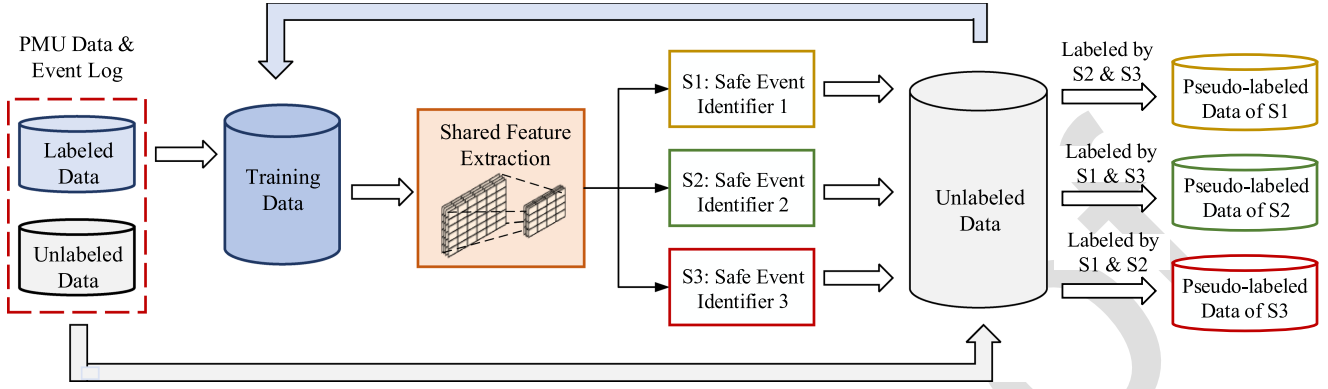 PMU Data &
Event Log
Labeled
Data
Unlabeled
Data
Training
Data
Shared Feature
Extraction
S1: Safe Event
Identifier 1
S2: Safe Event
Identifier 2
S3: Safe Event
Identifier 3
Unlabeled
Data
Labeled by
S2 & S3
Labeled by
S1 & S3
Labeled by
S1 & S2
Pseudo-labeled
Data of S1
Pseudo-labeled
Data of S2
Pseudo-labeled
Data of S3